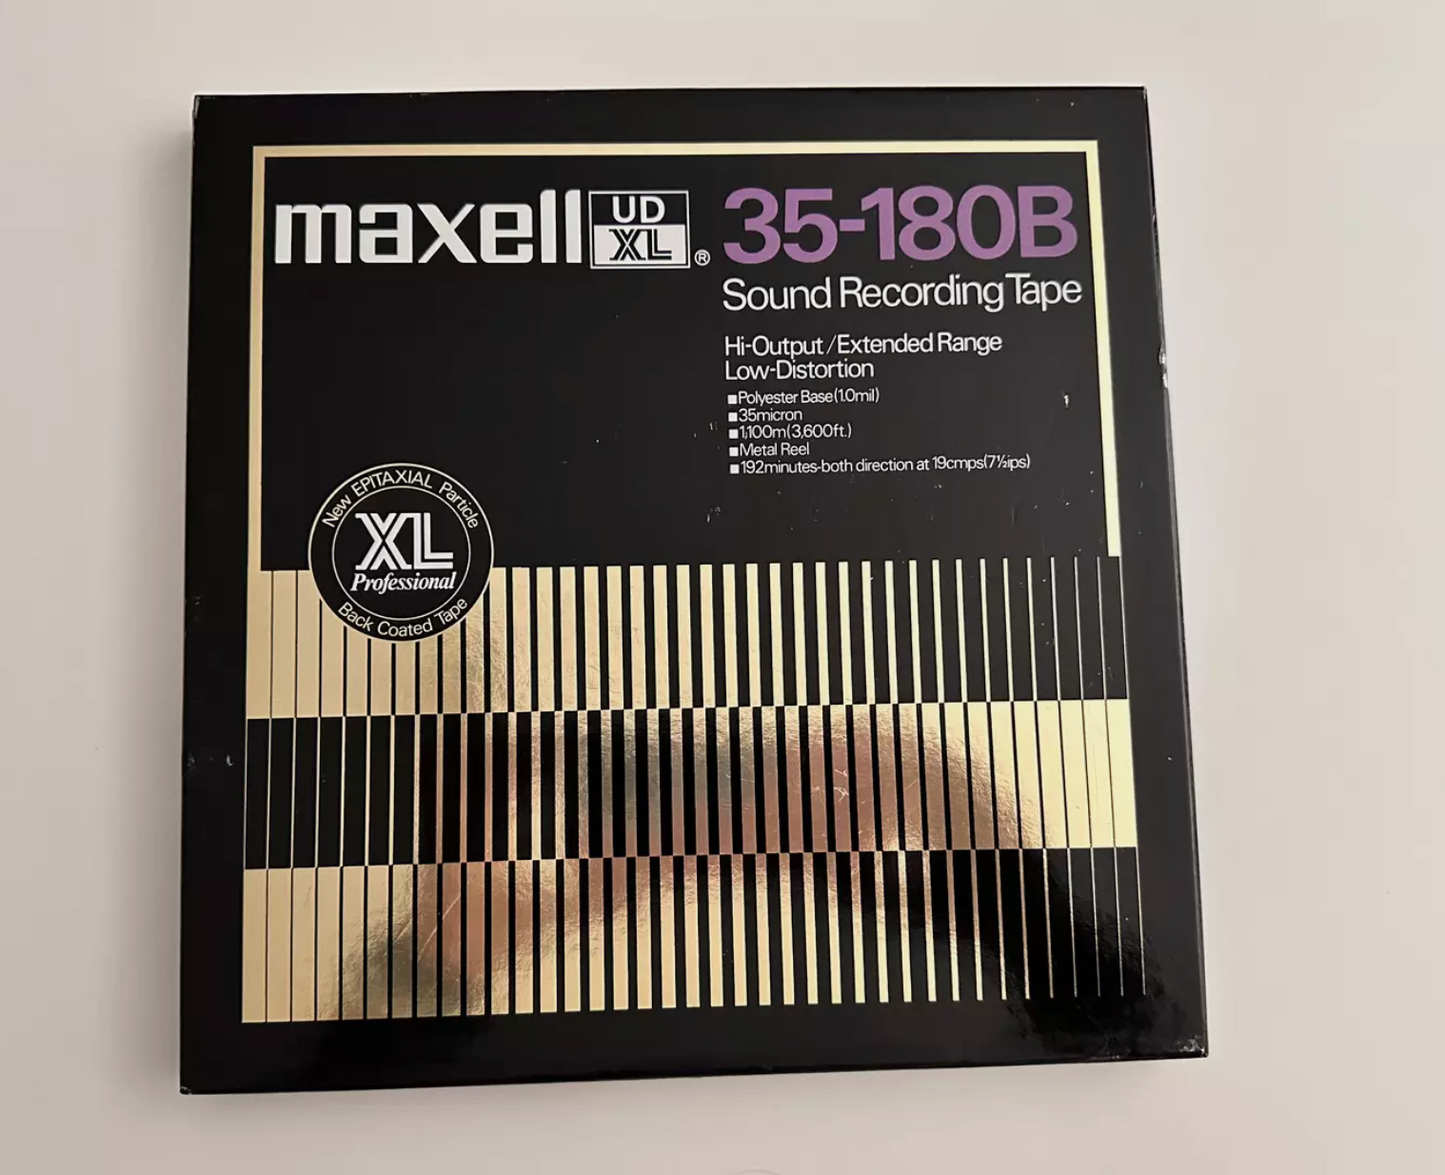 maxell UD XL ® 35-180B
Sound Recording Tape
Hi-Output/Extended Range
Low-Distortion
■Polyester Base(1.0mil)
■35micron
■1,100m(3,600ft.)
■Metal Reel
■192minutes-both direction at 19cmps(7½ips)
New EPITAXIAL Particle
XL
Professional
Back Coated Tape